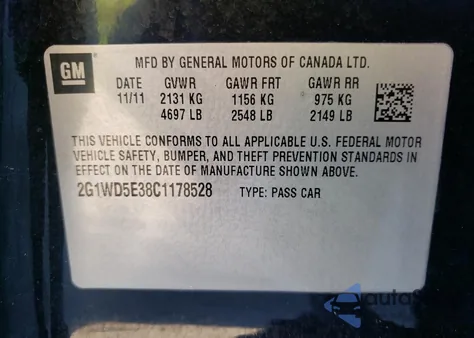 GM
MFD BY GENERAL MOTORS OF CANADA LTD.
DATE GVWR GAWR FRT GAWR RR
11/11 2131 KG 1156 KG 975 KG
4697 LB 2548 LB 2149 LB
THIS VEHICLE CONFORMS TO ALL APPLICABLE U.S. FEDERAL MOTOR
VEHICLE SAFETY, BUMPER, AND THEFT PREVENTION STANDARDS IN
EFFECT ON THE DATE OF MANUFACTURE SHOWN ABOVE.
2G1WD5E38C1178528 TYPE: PASS CAR